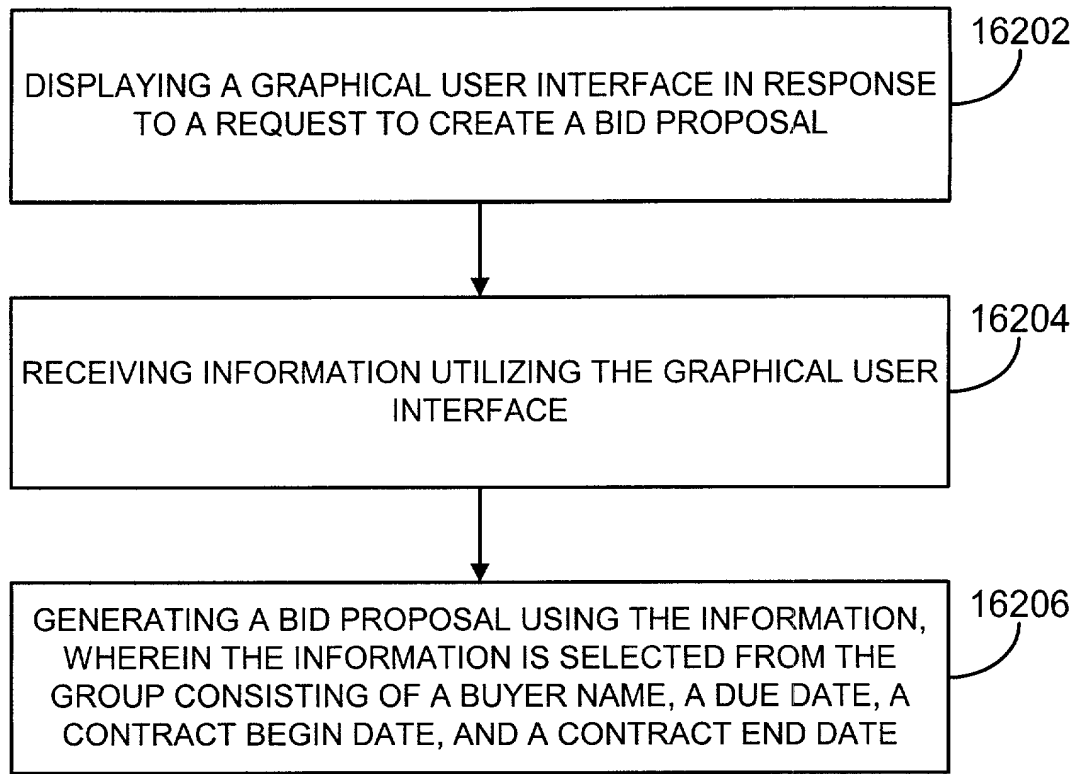 16202
DISPLAYING A GRAPHICAL USER INTERFACE IN RESPONSE
TO A REQUEST TO CREATE A BID PROPOSAL
16204
RECEIVING INFORMATION UTILIZING THE GRAPHICAL USER
INTERFACE
16206
GENERATING A BID PROPOSAL USING THE INFORMATION,
WHEREIN THE INFORMATION IS SELECTED FROM THE
GROUP CONSISTING OF A BUYER NAME, A DUE DATE, A
CONTRACT BEGIN DATE, AND A CONTRACT END DATE